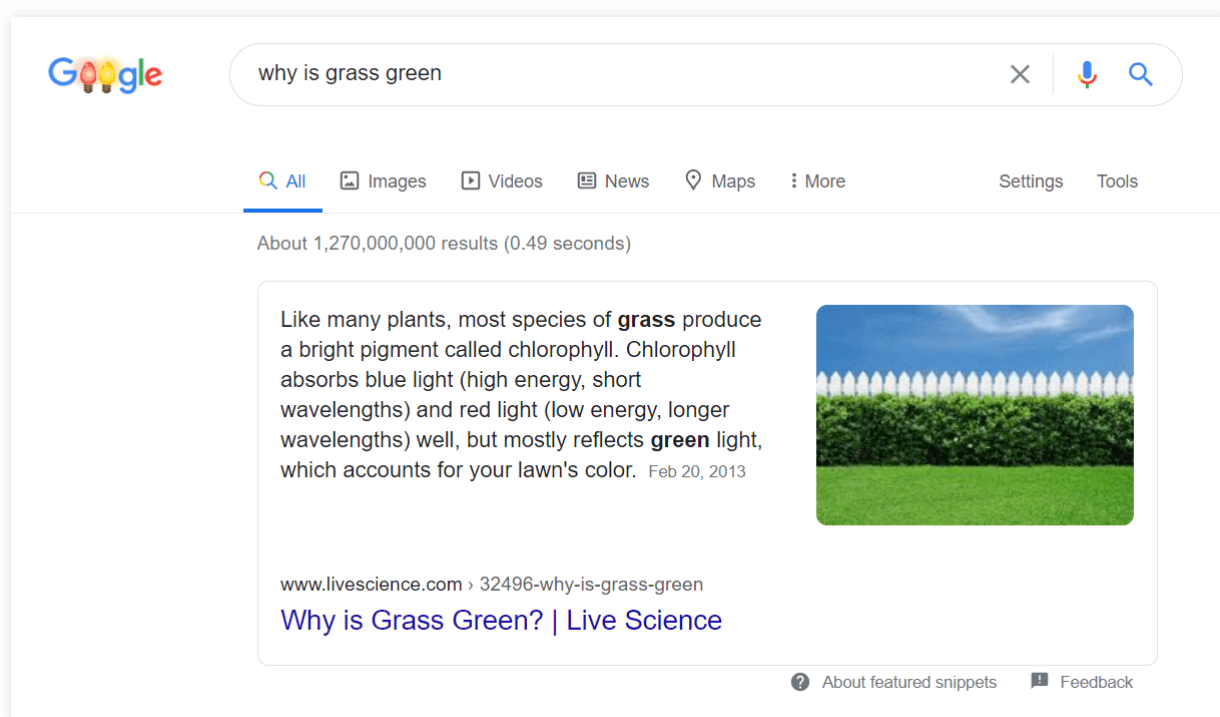 Google
why is grass green
All Images Videos News Maps More Settings Tools
About 1,270,000,000 results (0.49 seconds)
Like many plants, most species of grass produce
a bright pigment called chlorophyll. Chlorophyll
absorbs blue light (high energy, short
wavelengths) and red light (low energy, longer
wavelengths) well, but mostly reflects green light,
which accounts for your lawn's color. Feb 20, 2013
www.livescience.com › 32496-why-is-grass-green
Why is Grass Green? | Live Science
About featured snippets Feedback